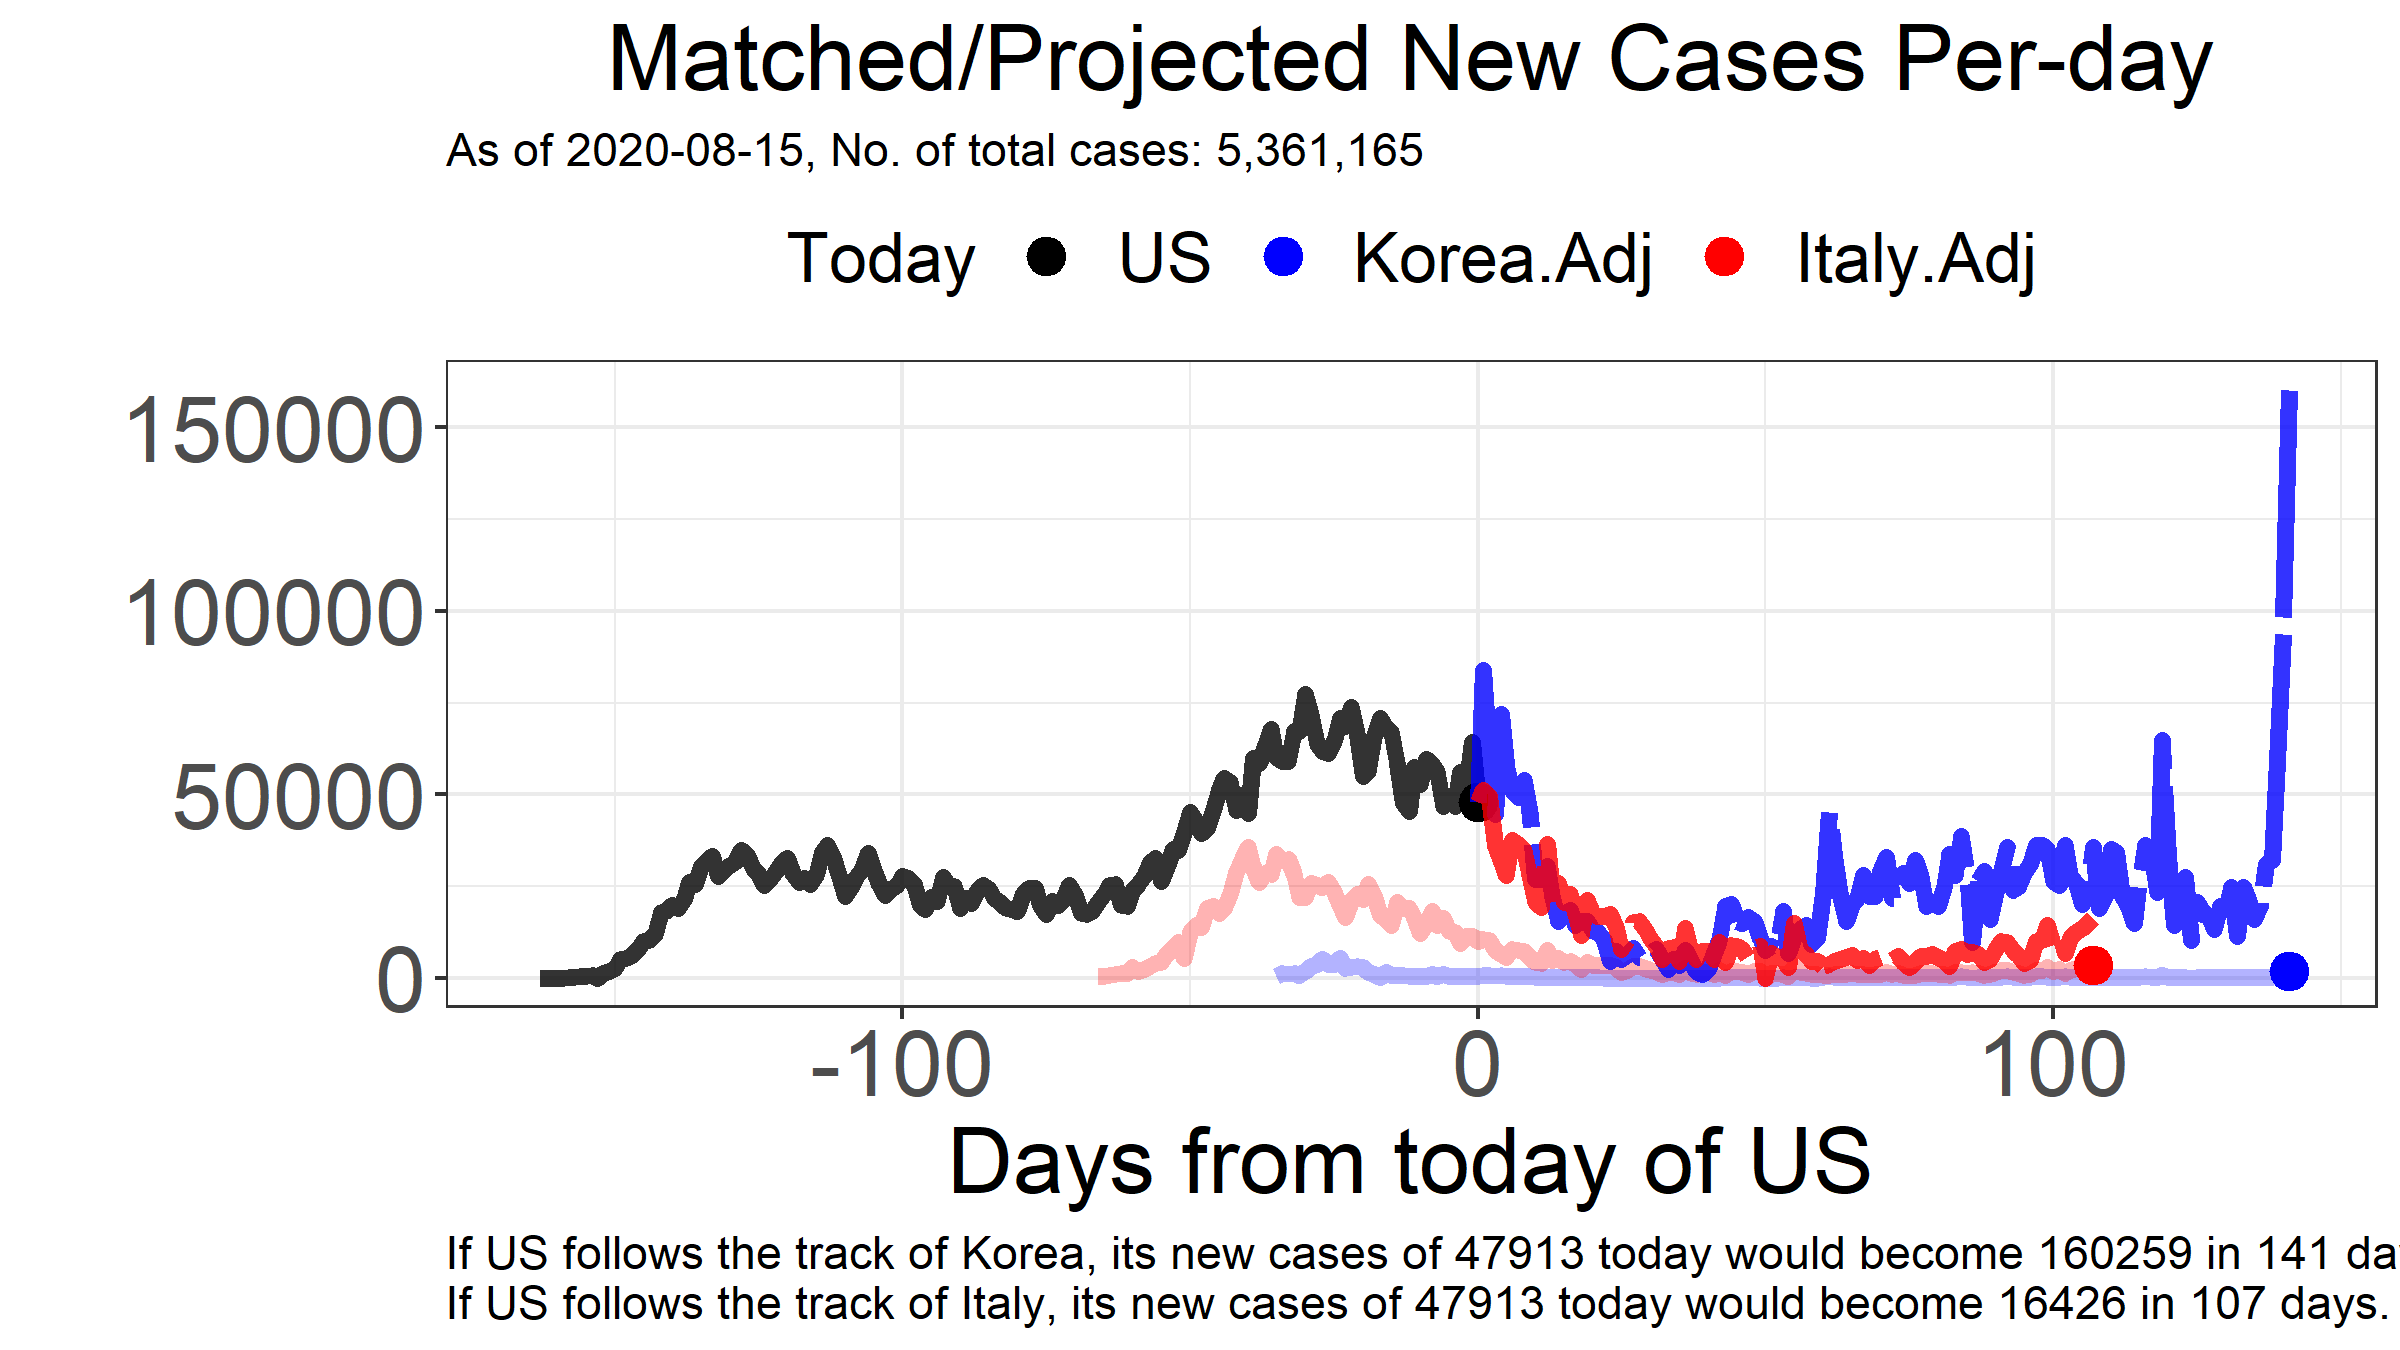 Matched/Projected New Cases Per-day
As of 2020-08-15, No. of total cases: 5,361,165
Today US Korea.Adj Italy.Adj
150000
100000
50000
0
-100 0 100
Days from today of US
If US follows the track of Korea, its new cases of 47913 today would become 160259 in 141 da
If US follows the track of Italy, its new cases of 47913 today would become 16426 in 107 days.